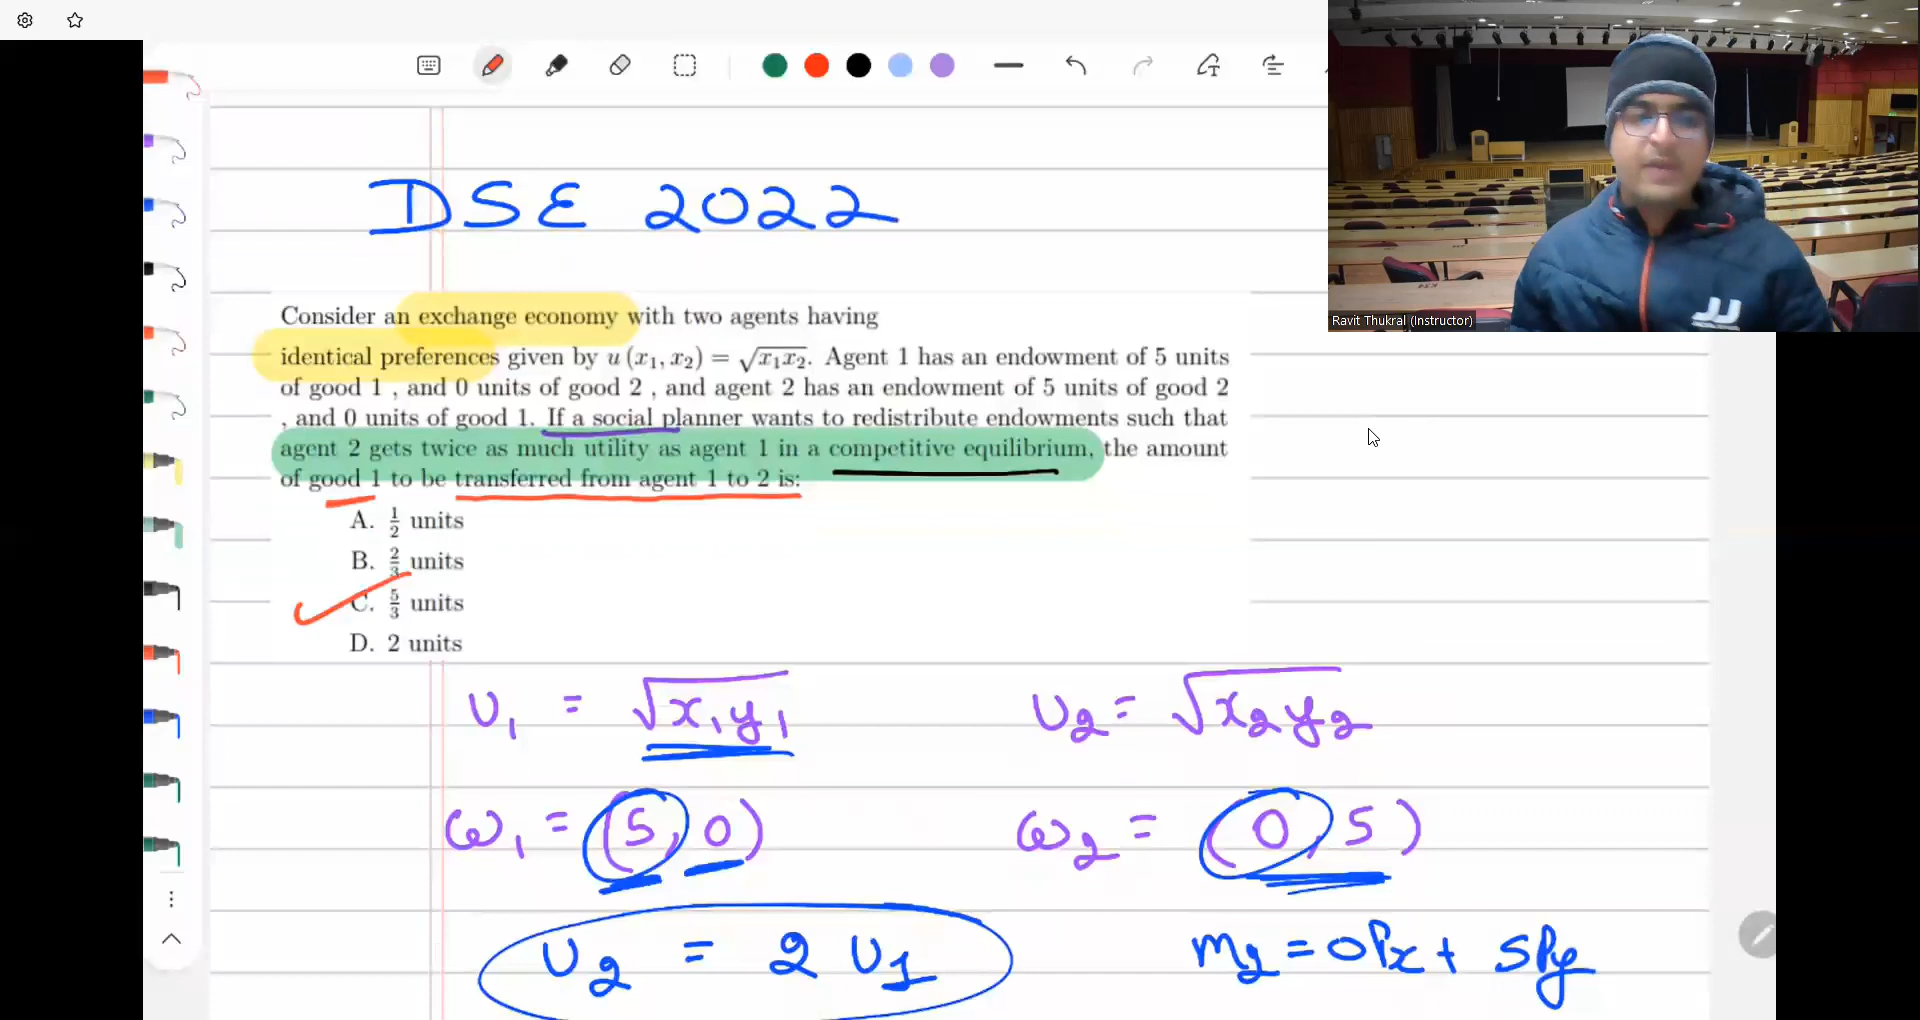 DSE 2022
Ravit Thukral (Instructor)
Consider an exchange economy with two agents having
identical preferences given by u (x₁, x₂) = √x₁x₂. Agent 1 has an endowment of 5 units
of good 1 , and 0 units of good 2 , and agent 2 has an endowment of 5 units of good 2
, and 0 units of good 1. If a social planner wants to redistribute endowments such that
agent 2 gets twice as much utility as agent 1 in a competitive equilibrium, the amount
of good 1 to be transferred from agent 1 to 2 is:
A. 1/2 units
B. 2/3 units
C. 5/3 units
D. 2 units
U₁ = √x₁y₁ U₂ = √x₂y₂
ω₁ = (5, 0) ω₂ = (0, 5)
U₂ = 2 U₁ m₂ = 0Px + 5Py